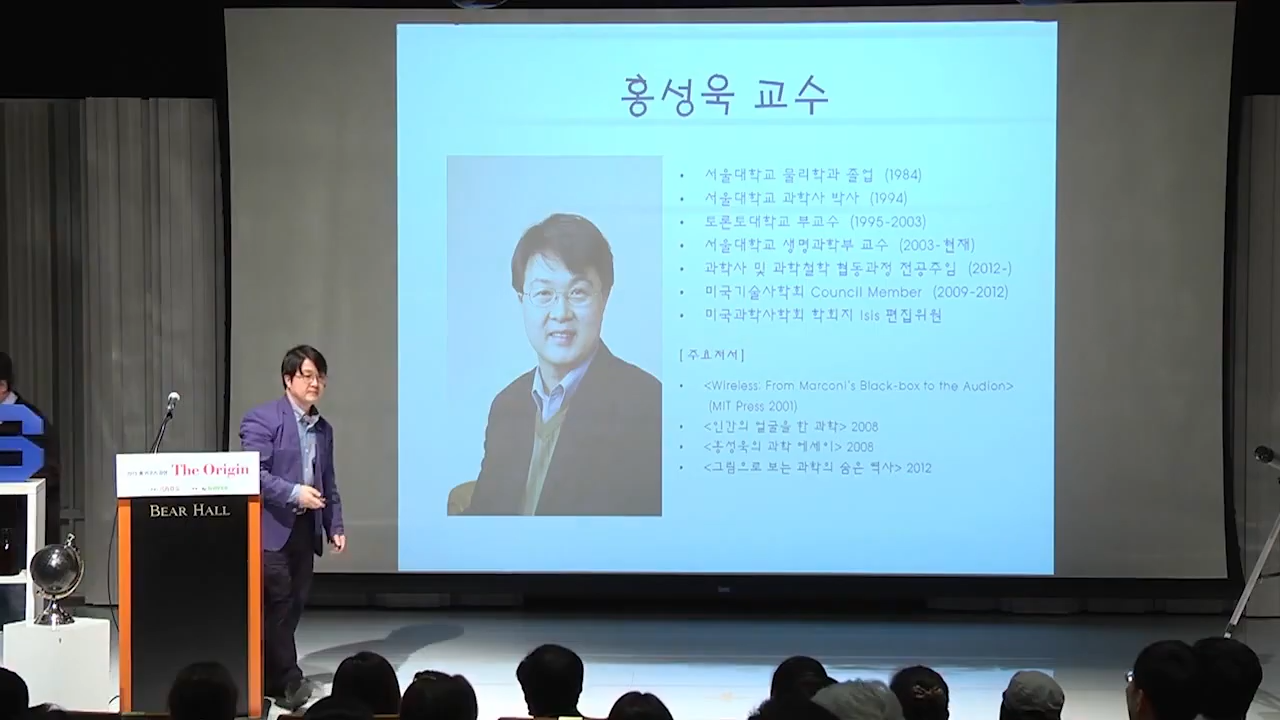 홍성욱 교수
• 서울대학교 물리학과 졸업 (1984)
• 서울대학교 과학사 박사 (1994)
• 토론토대학교 부교수 (1995-2003)
• 서울대학교 생명과학부 교수 (2003-현재)
• 과학사 및 과학철학 협동과정 전공주임 (2012-)
• 미국기술사학회 Council Member (2009-2012)
• 미국과학사학회 학회지 Isis 편집위원
[주요저서]
• <Wireless: From Marconi's Black-box to the Audion>
(MIT Press 2001)
• <인간의 얼굴을 한 과학> 2008
• <홍성욱의 과학 에세이> 2008
• <그림으로 보는 과학의 숨은 역사> 2012
The Origin
BEAR HALL
S